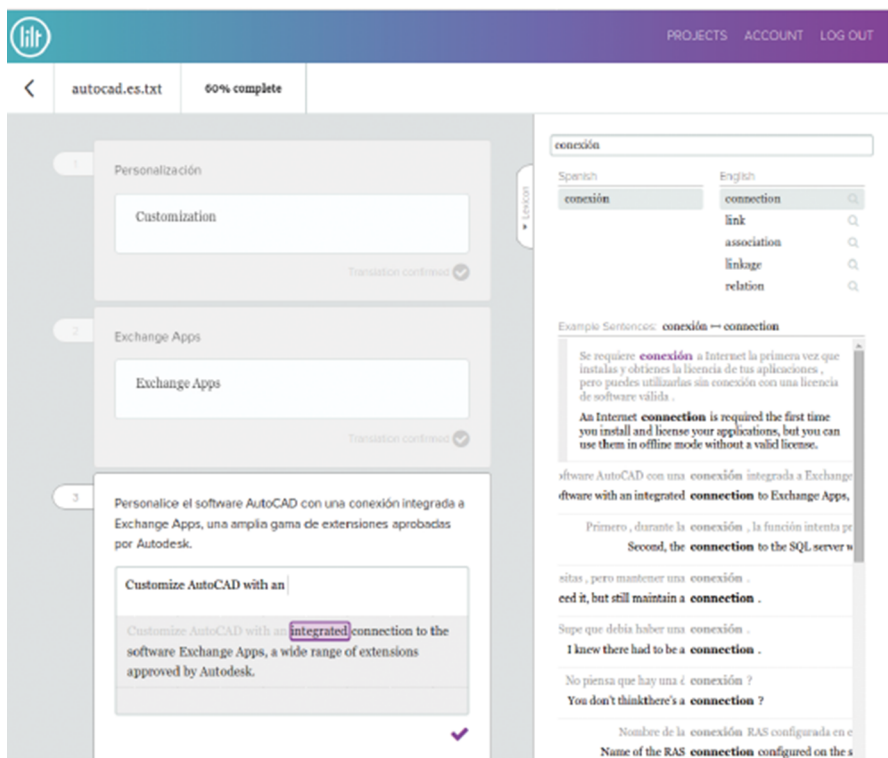 lilt
PROJECTS ACCOUNT LOG OUT
autocad.es.txt
60% complete
1
Personalización
Customization
Translation confirmed
2
Exchange Apps
Exchange Apps
Translation confirmed
3
Personalice el software AutoCAD con una conexión integrada a
Exchange Apps, una amplia gama de extensiones aprobadas
por Autodesk.
Customize AutoCAD with an
Customize AutoCAD with an integrated connection to the
software Exchange Apps, a wide range of extensions
approved by Autodesk.
Lexicon
conexión
Spanish English
conexión connection
link
association
linkage
relation
Example Sentences: conexión ↔ connection
Se requiere conexión a Internet la primera vez que
instalas y obtienes la licencia de tus aplicaciones ,
pero puedes utilizarlas sin conexión con una licencia
de software válida .
An Internet connection is required the first time
you install and license your applications, but you can
use them in offline mode without a valid license.
oftware AutoCAD con una conexión integrada a Exchange
oftware with an integrated connection to Exchange Apps,
Primero , durante la conexión , la función intenta pr
Second, the connection to the SQL server w
sitas , pero mantener una conexión .
eed it, but still maintain a connection .
Supe que debía haber una conexión .
I knew there had to be a connection .
No piensa que hay una ¿ conexión ?
You don't thinkthere's a connection ?
Nombre de la conexión RAS configurada en e
Name of the RAS connection configured on the s